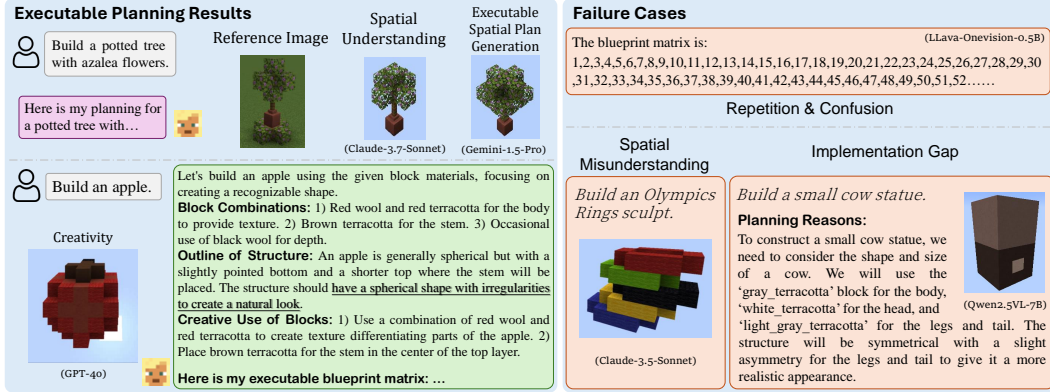 Executable Planning Results
Build a potted tree
with azalea flowers.
Here is my planning for
a potted tree with…
Reference Image
Spatial
Understanding
(Claude-3.7-Sonnet)
Executable
Spatial Plan
Generation
(Gemini-1.5-Pro)
Build an apple.
Creativity
(GPT-4O)
Let's build an apple using the given block materials, focusing on
creating a recognizable shape.
Block Combinations: 1) Red wool and red terracotta for the body
to provide texture. 2) Brown terracotta for the stem. 3) Occasional
use of black wool for depth.
Outline of Structure: An apple is generally spherical but with a
slightly pointed bottom and a shorter top where the stem will be
placed. The structure should have a spherical shape with irregularities
to create a natural look.
Creative Use of Blocks: 1) Use a combination of red wool and
red terracotta to create texture differentiating parts of the apple. 2)
Place brown terracotta for the stem in the center of the top layer.
Here is my executable blueprint matrix: …
Failure Cases
(LLava-Onevision-0.5B)
The blueprint matrix is:
1,2,3,4,5,6,7,8,9,10,11,12,13,14,15,16,17,18,19,20,21,22,23,24,25,26,27,28,29,30
,31,32,33,34,35,36,37,38,39,40,41,42,43,44,45,46,47,48,49,50,51,52……
Repetition & Confusion
Spatial
Misunderstanding
Build an Olympics
Rings sculpt.
(Claude-3.5-Sonnet)
Implementation Gap
Build a small cow statue.
Planning Reasons:
To construct a small cow statue, we
need to consider the shape and size
of a cow. We will use the
'gray_terracotta' block for the body,
'white_terracotta' for the head, and
'light_gray_terracotta' for the legs and tail. The
structure will be symmetrical with a slight
asymmetry for the legs and tail to give it a more
realistic appearance.
(Qwen2.5VL-7B)